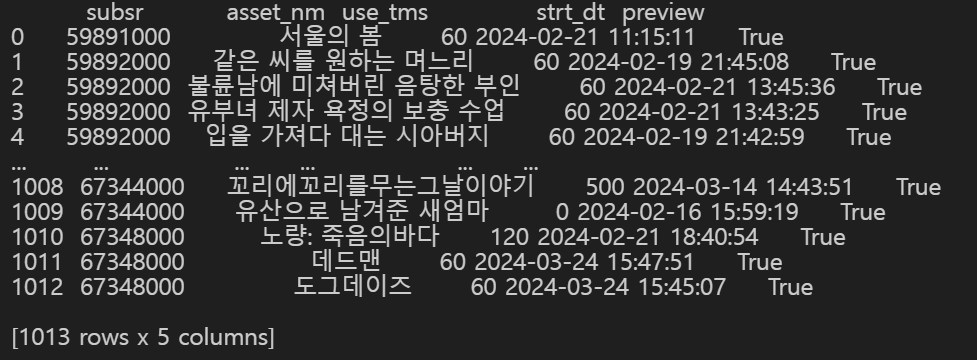 subsr asset_nm use_tms strt_dt preview
0 59891000 서울의 봄 60 2024-02-21 11:15:11 True
1 59892000 같은 씨를 원하는 며느리 60 2024-02-19 21:45:08 True
2 59892000 불륜남에 미쳐버린 음탕한 부인 60 2024-02-21 13:45:36 True
3 59892000 유부녀 제자 욕정의 보충 수업 60 2024-02-21 13:43:25 True
4 59892000 입을 가져다 대는 시아버지 60 2024-02-19 21:42:59 True
... ... ... ... ... ...
1008 67344000 꼬리에꼬리를무는그날이야기 500 2024-03-14 14:43:51 True
1009 67344000 유산으로 남겨준 새엄마 0 2024-02-16 15:59:19 True
1010 67348000 노량: 죽음의바다 120 2024-02-21 18:40:54 True
1011 67348000 데드맨 60 2024-03-24 15:47:51 True
1012 67348000 도그데이즈 60 2024-03-24 15:45:07 True
[1013 rows x 5 columns]